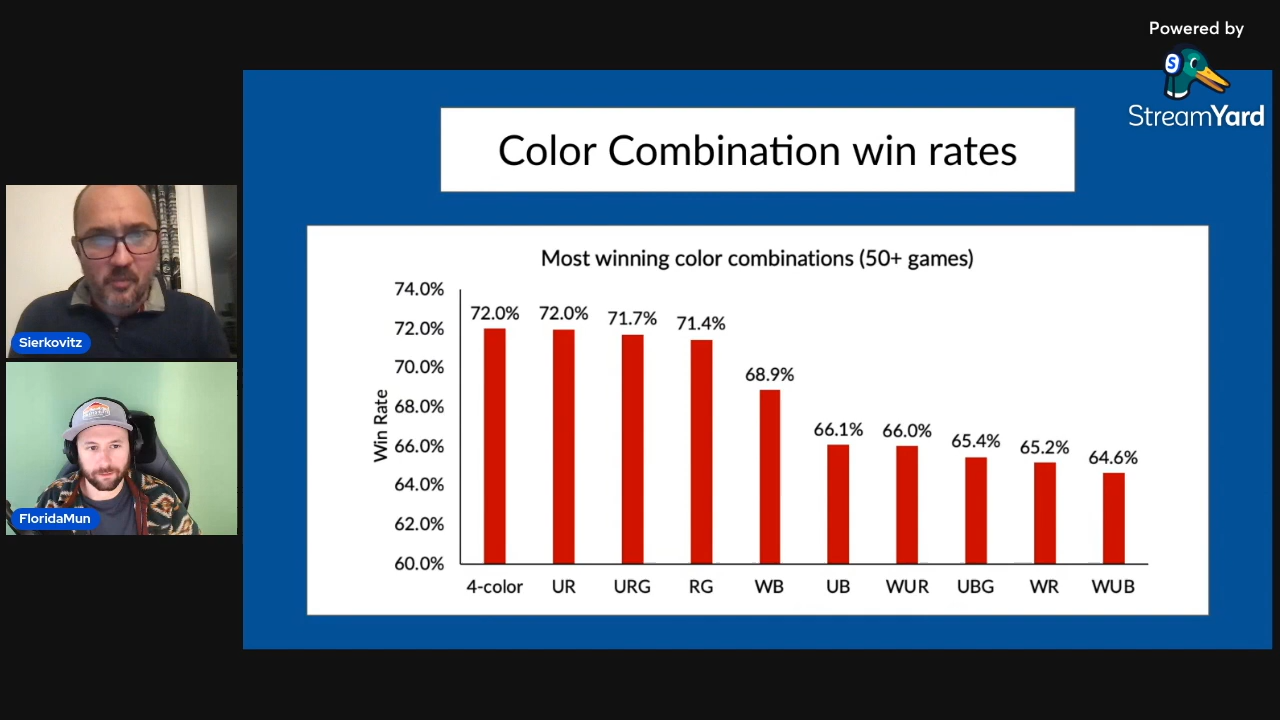 Powered by
StreamYard
Color Combination win rates
Most winning color combinations (50+ games)
Win Rate
74.0%
72.0%
70.0%
68.0%
66.0%
64.0%
62.0%
60.0%
72.0% 72.0% 71.7% 71.4% 68.9% 66.1% 66.0% 65.4% 65.2% 64.6%
4-color UR URG RG WB UB WUR UBG WR WUB
Sierkovitz
FloridaMun